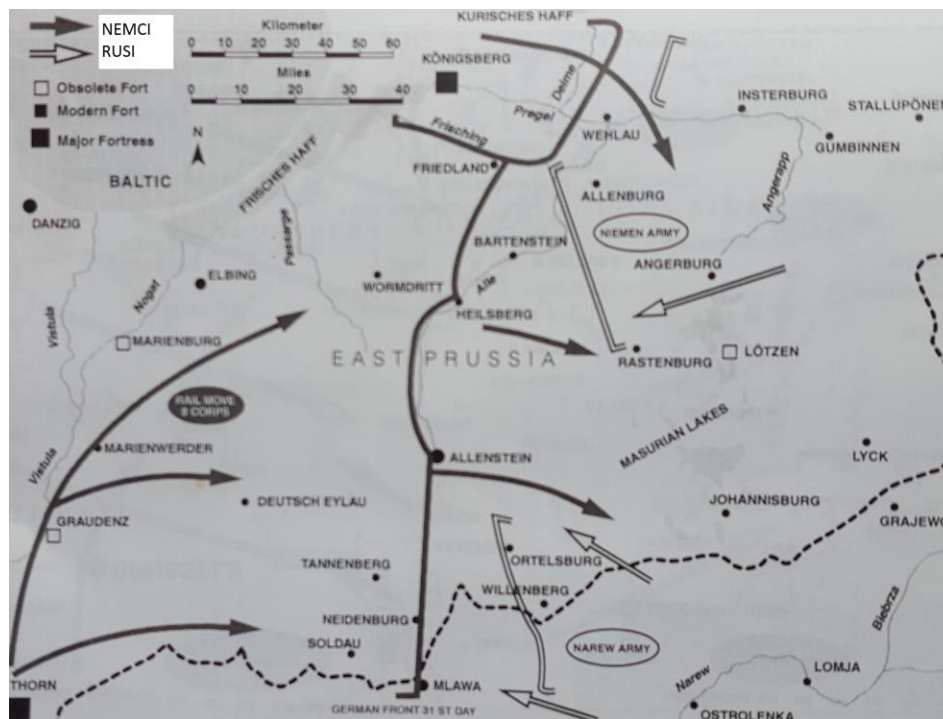 NEMCI
RUSI
Obsolete Fort
Modern Fort
Major Fortress
Kilometer
0 10 20 30 40 50 60
Miles
0 10 20 30 40
N
KURISCHES HAFF
KÖNIGSBERG
Deime
Pregel
INSTERBURG
STALLUPÖNEN
WEHLAU
GUMBINNEN
Frisching
FRIEDLAND
BALTIC
FRISCHES HAFF
DANZIG
ALLENBURG
Angerapp
Passarge
NIEMEN ARMY
BARTENSTEIN
ANGERBURG
ELBING
WORMDRITT
Alle
Nogat
HEILSBERG
Vistula
MARIENBURG
EAST PRUSSIA
RASTENBURG
LÖTZEN
RAIL MOVE
8 CORPS
MASURIAN LAKES
MARIENWERDER
ALLENSTEIN
LYCK
Vistula
DEUTSCH EYLAU
JOHANNISBURG
GRAUDENZ
GRAJEWO
ORTELSBURG
TANNENBERG
WILLENBERG
NEIDENBURG
Biebrza
SOLDAU
NAREW ARMY
THORN
MLAWA
Narew
LOMJA
GERMAN FRONT 31 ST DAY
OSTROLENKA